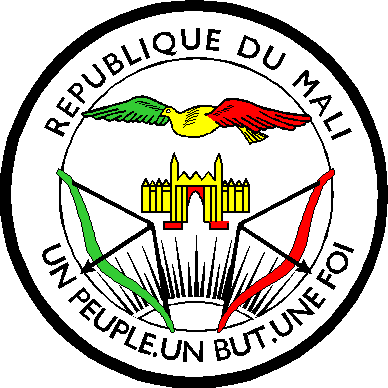 REPUBLIQUE DU MALI
UN PEUPLE.UN BUT.UNE FOI